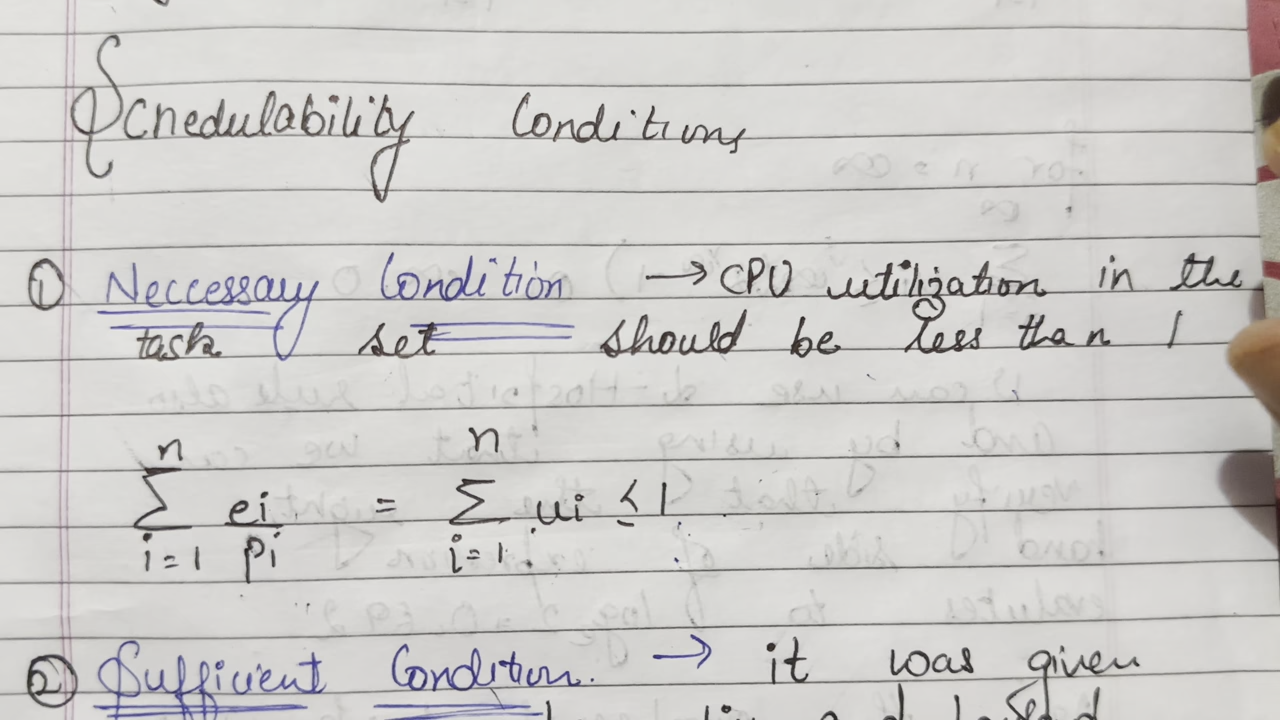 Scnedulability Conditions
① Neccessary Condition → CPU utilization in the
task set should be less than 1
n n
∑ ei/pi = ∑ ui ≤ 1
i=1 i=1
② Sufficient Condition. → it was given